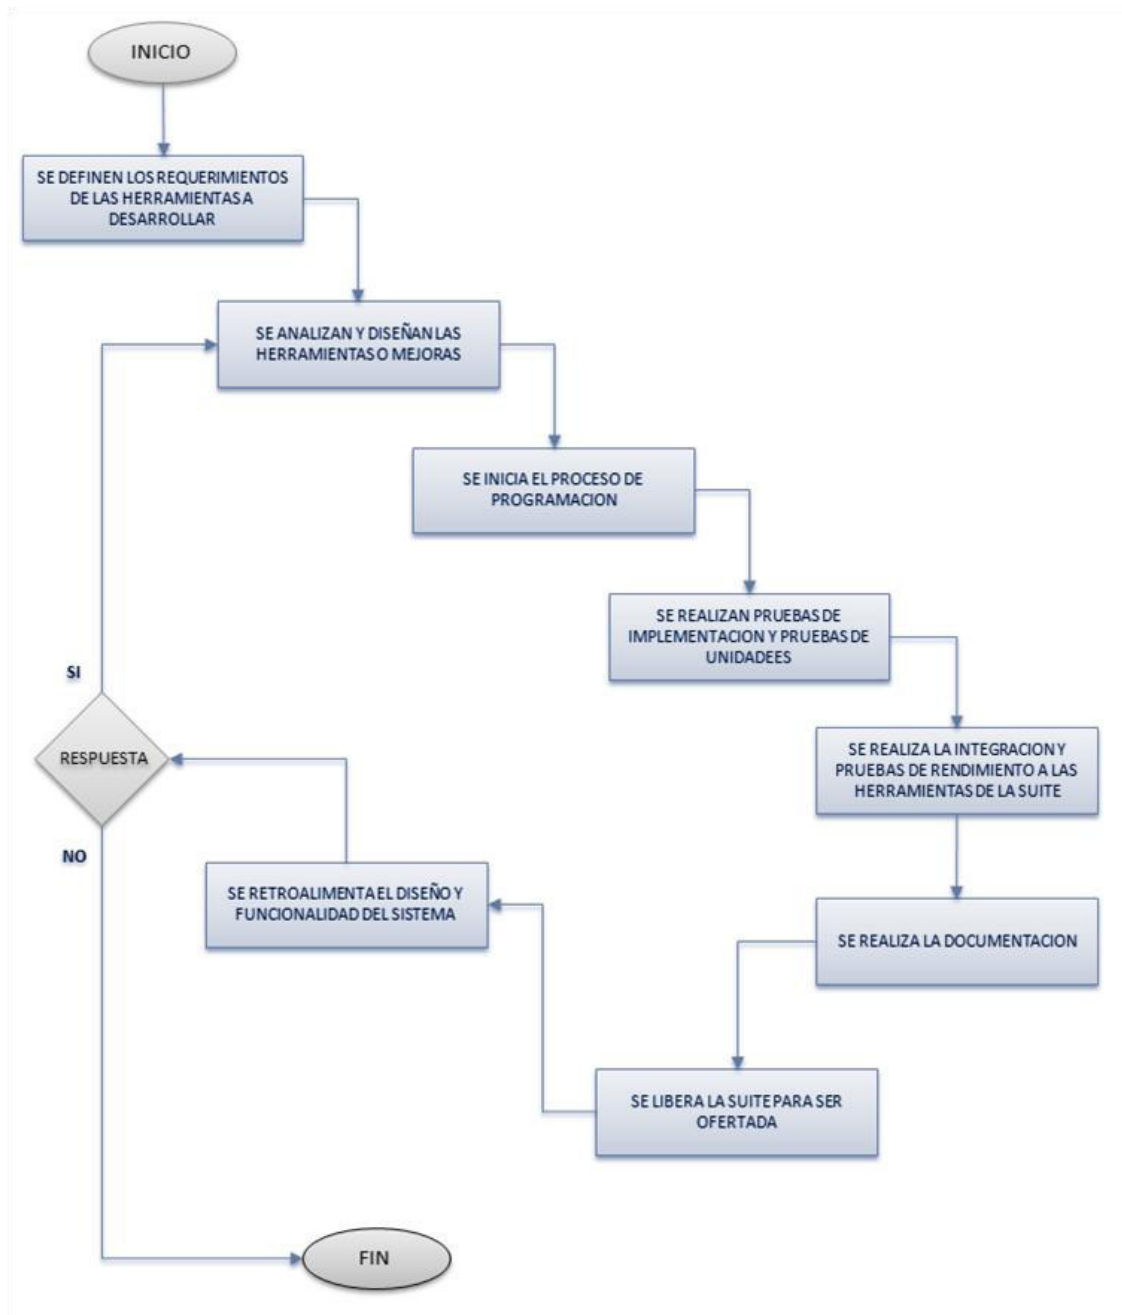 INICIO
SE DEFINEN LOS REQUERIMIENTOS
DE LAS HERRAMIENTAS A
DESARROLLAR
SE ANALIZAN Y DISEÑAN LAS
HERRAMIENTAS O MEJORAS
SE INICIA EL PROCESO DE
PROGRAMACION
SE REALIZAN PRUEBAS DE
IMPLEMENTACION Y PRUEBAS DE
UNIDADEES
SE REALIZA LA INTEGRACION Y
PRUEBAS DE RENDIMIENTO A LAS
HERRAMIENTAS DE LA SUITE
SE REALIZA LA DOCUMENTACION
SE LIBERA LA SUITE PARA SER
OFERTADA
SE RETROALIMENTA EL DISEÑO Y
FUNCIONALIDAD DEL SISTEMA
RESPUESTA
SI
NO
FIN